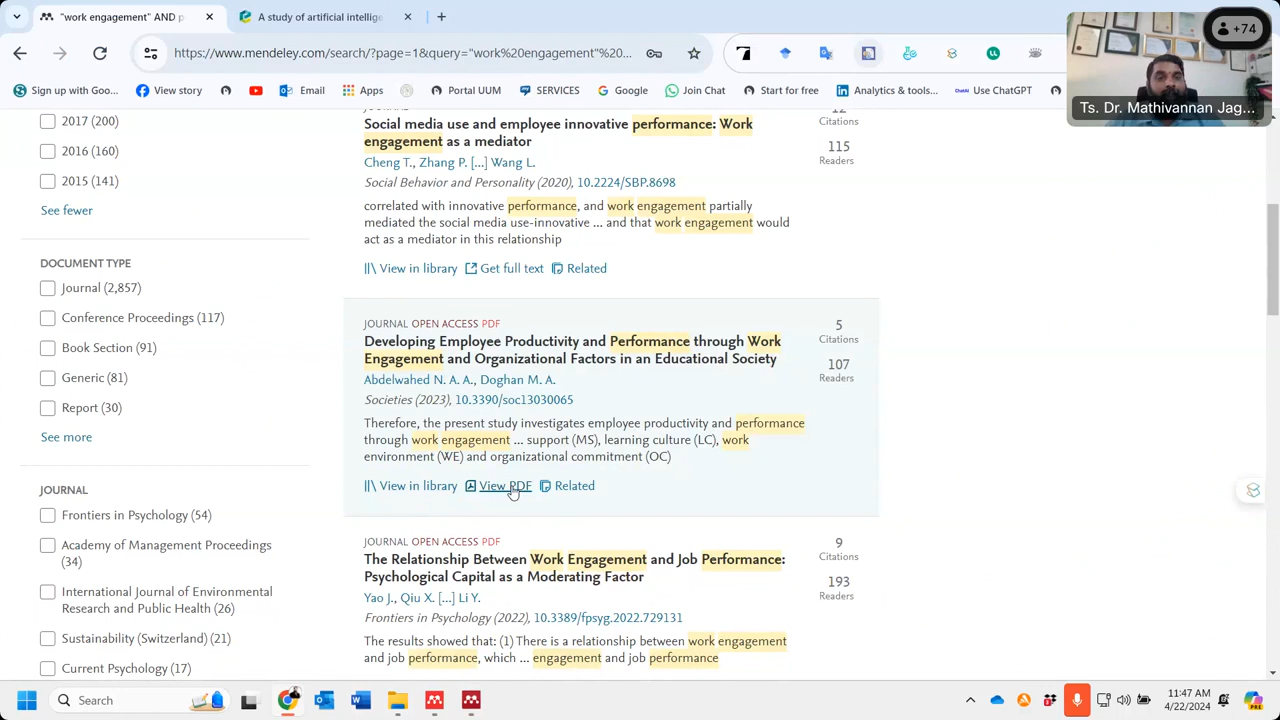 "work engagement" AND p
A study of artificial intellige
+74
https://www.mendeley.com/search/?page=1&query="work%20engagement"%20...
Sign up with Goo...
View story
Email
Apps
Portal UUM
SERVICES
Google
Join Chat
Start for free
Analytics & tools...
Use ChatGPT
Ts. Dr. Mathivannan Jag...
2017 (200)
2016 (160)
2015 (141)
See fewer
DOCUMENT TYPE
Journal (2,857)
Conference Proceedings (117)
Book Section (91)
Generic (81)
Report (30)
See more
JOURNAL
Frontiers in Psychology (54)
Academy of Management Proceedings
(34)
International Journal of Environmental
Research and Public Health (26)
Sustainability (Switzerland) (21)
Current Psychology (17)
Social media use and employee innovative performance: Work
engagement as a mediator
Cheng T., Zhang P. [...] Wang L.
Social Behavior and Personality (2020), 10.2224/SBP.8698
correlated with innovative performance, and work engagement partially
mediated the social media use-innovative ... and that work engagement would
act as a mediator in this relationship
View in library Get full text Related
12
Citations
115
Readers
JOURNAL OPEN ACCESS PDF
Developing Employee Productivity and Performance through Work
Engagement and Organizational Factors in an Educational Society
Abdelwahed N. A. A., Doghan M. A.
Societies (2023), 10.3390/soc13030065
Therefore, the present study investigates employee productivity and performance
through work engagement ... support (MS), learning culture (LC), work
environment (WE) and organizational commitment (OC)
View in library View PDF Related
5
Citations
107
Readers
JOURNAL OPEN ACCESS PDF
The Relationship Between Work Engagement and Job Performance:
Psychological Capital as a Moderating Factor
Yao J., Qiu X. [...] Li Y.
Frontiers in Psychology (2022), 10.3389/fpsyg.2022.729131
The results showed that: (1) There is a relationship between work engagement
and job performance, which ... engagement and job performance
9
Citations
193
Readers
Search
11:47 AM
4/22/2024